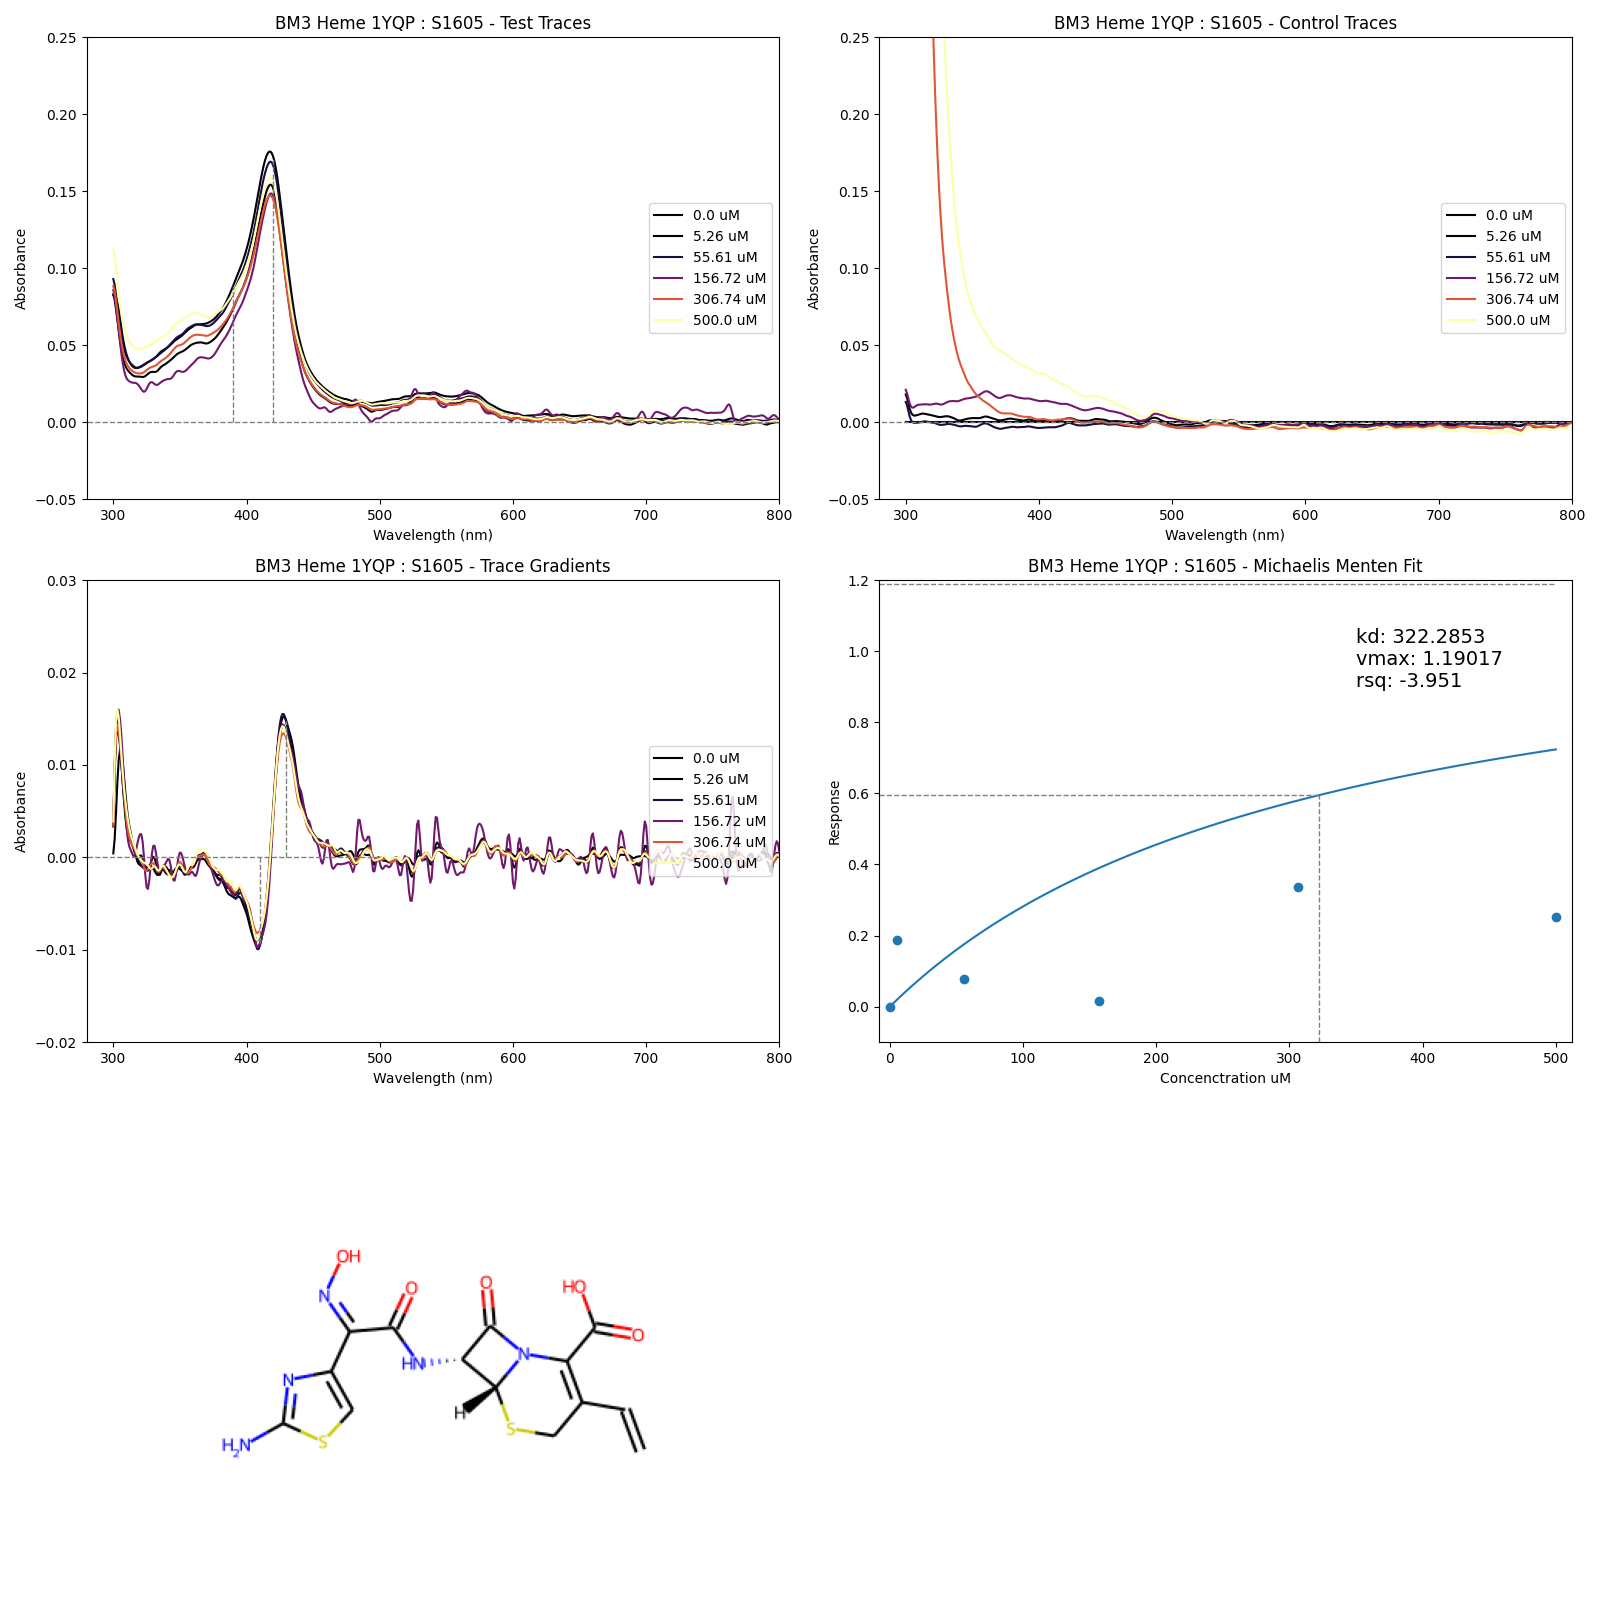 BM3 Heme 1YQP : S1605 - Test Traces
0.25
0.20
0.15
0.10
0.05
0.00
−0.05
Absorbance
300 400 500 600 700 800
Wavelength (nm)
0.0 uM
5.26 uM
55.61 uM
156.72 uM
306.74 uM
500.0 uM
BM3 Heme 1YQP : S1605 - Control Traces
0.25
0.20
0.15
0.10
0.05
0.00
−0.05
Absorbance
300 400 500 600 700 800
Wavelength (nm)
0.0 uM
5.26 uM
55.61 uM
156.72 uM
306.74 uM
500.0 uM
BM3 Heme 1YQP : S1605 - Trace Gradients
0.03
0.02
0.01
0.00
−0.01
−0.02
Absorbance
300 400 500 600 700 800
Wavelength (nm)
0.0 uM
5.26 uM
55.61 uM
156.72 uM
306.74 uM
500.0 uM
BM3 Heme 1YQP : S1605 - Michaelis Menten Fit
1.2
1.0
0.8
0.6
0.4
0.2
0.0
Response
kd: 322.2853
vmax: 1.19017
rsq: -3.951
0 100 200 300 400 500
Concenctration uM
OH
N
O
O
HO
O
HN
N
N
H
S
H2N
S